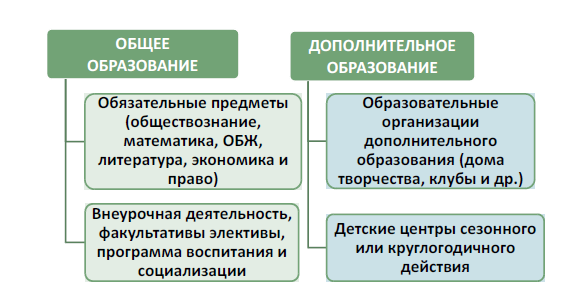 ОБЩЕЕ
ОБРАЗОВАНИЕ
Обязательные предметы
(обществознание,
математика, ОБЖ,
литература, экономика и
право)
Внеурочная деятельность,
факультативы элективы,
программа воспитания и
социализации
ДОПОЛНИТЕЛЬНОЕ
ОБРАЗОВАНИЕ
Образовательные
организации
дополнительного
образования (дома
творчества, клубы и др.)
Детские центры сезонного
или круглогодичного
действия